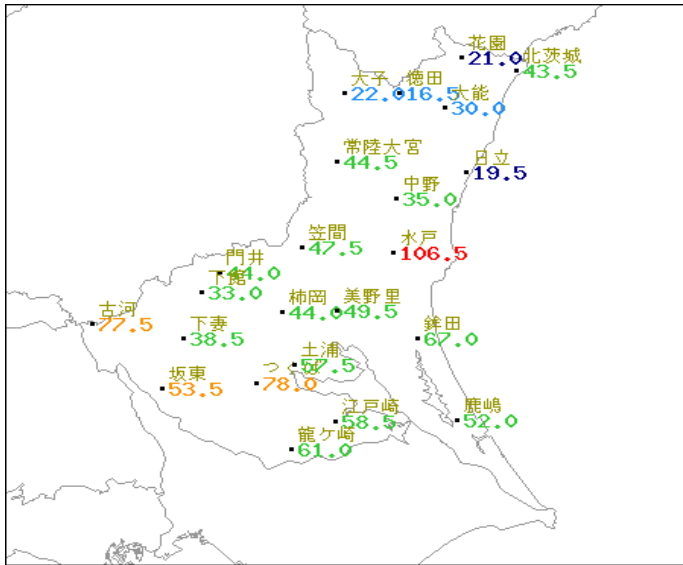 花園
21.0
北茨城
43.5
大子
22.0
徳田
16.5
大能
30.0
常陸大宮
44.5
日立
19.5
中野
35.0
笠間
47.5
水戸
106.5
門井
44.0
下館
33.0
柿岡
44.0
美野里
49.5
古河
77.5
下妻
38.5
鉾田
67.0
土浦
57.5
つくば
78.0
坂東
53.5
江戸崎
58.5
鹿嶋
52.0
龍ケ崎
61.0